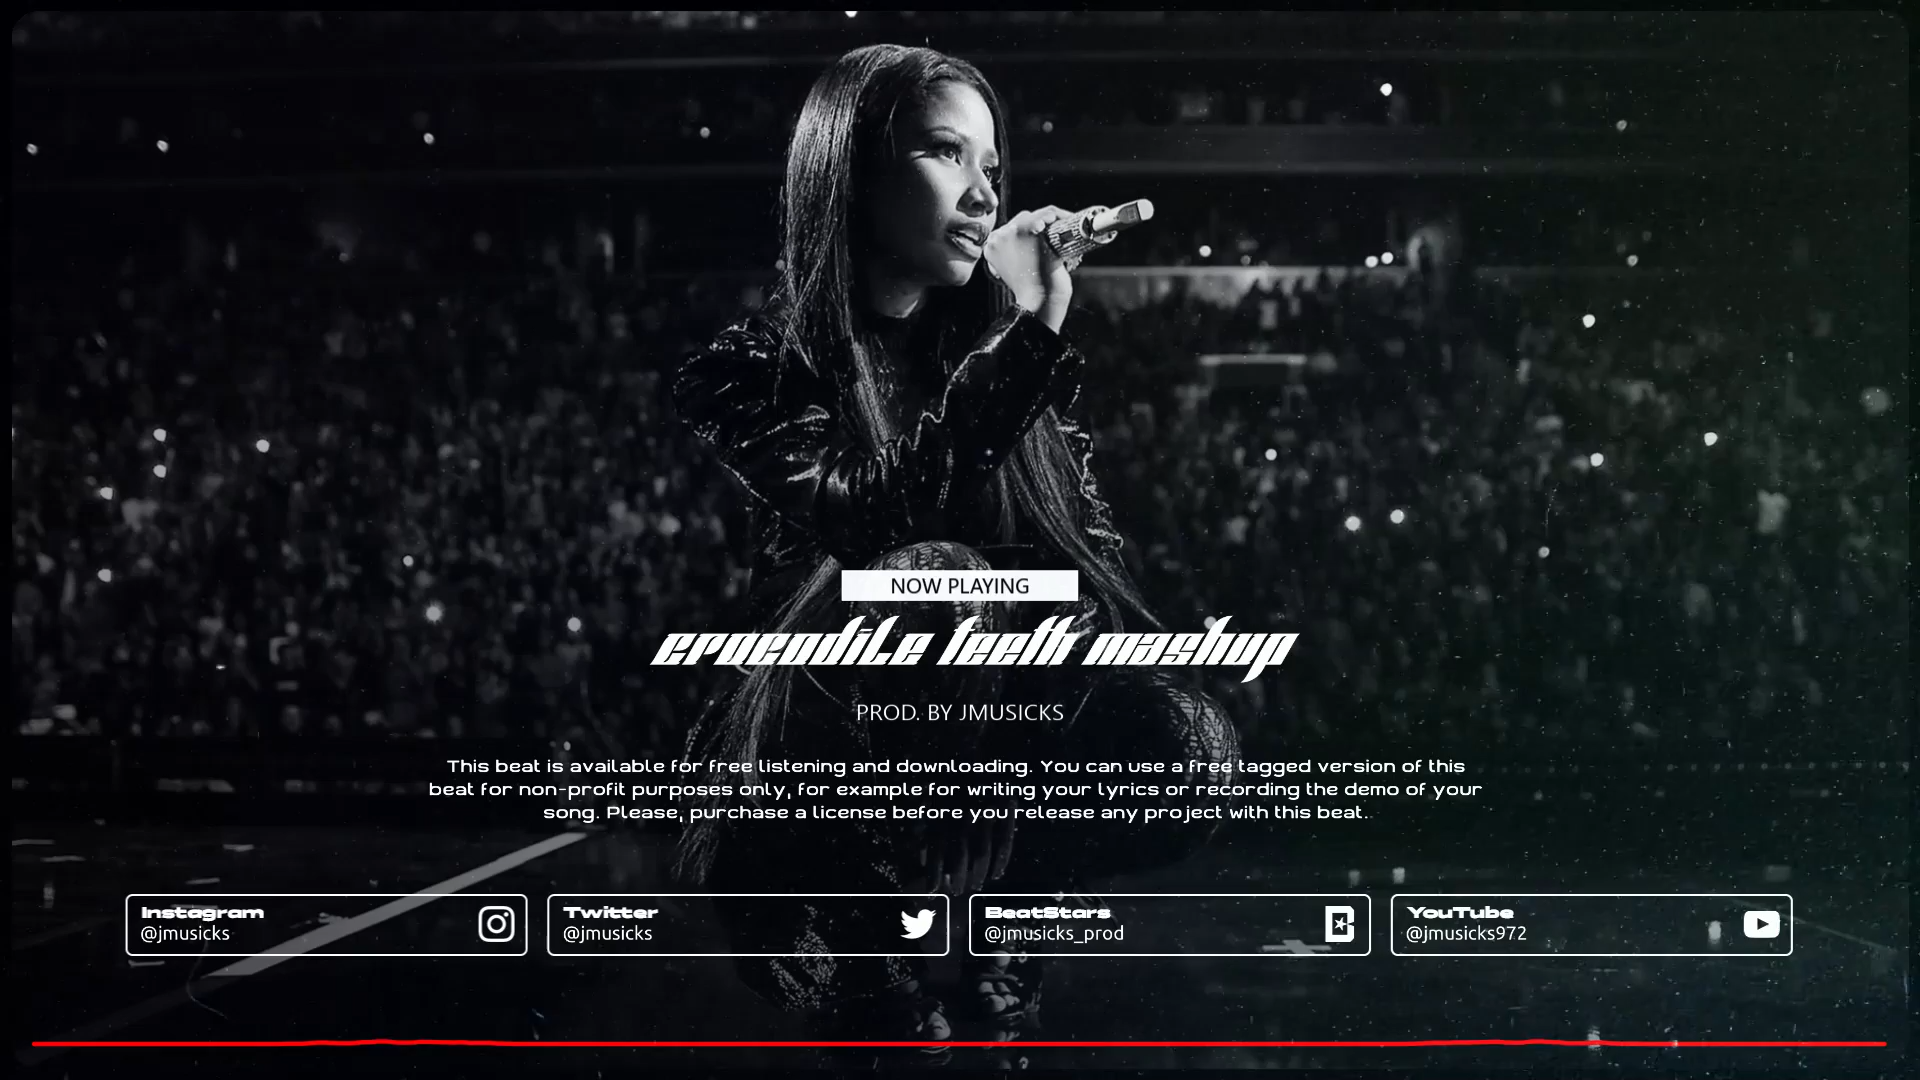 NOW PLAYING
crocodile teeth mashup
PROD. BY JMUSICKS
This beat is available for free listening and downloading. You can use a free tagged version of this
beat for non-profit purposes only, for example for writing your lyrics or recording the demo of your
song. Please, purchase a license before you release any project with this beat.
Instagram
@jmusicks
Twitter
@jmusicks
BeatStars
@jmusicks_prod
YouTube
@jmusicks972